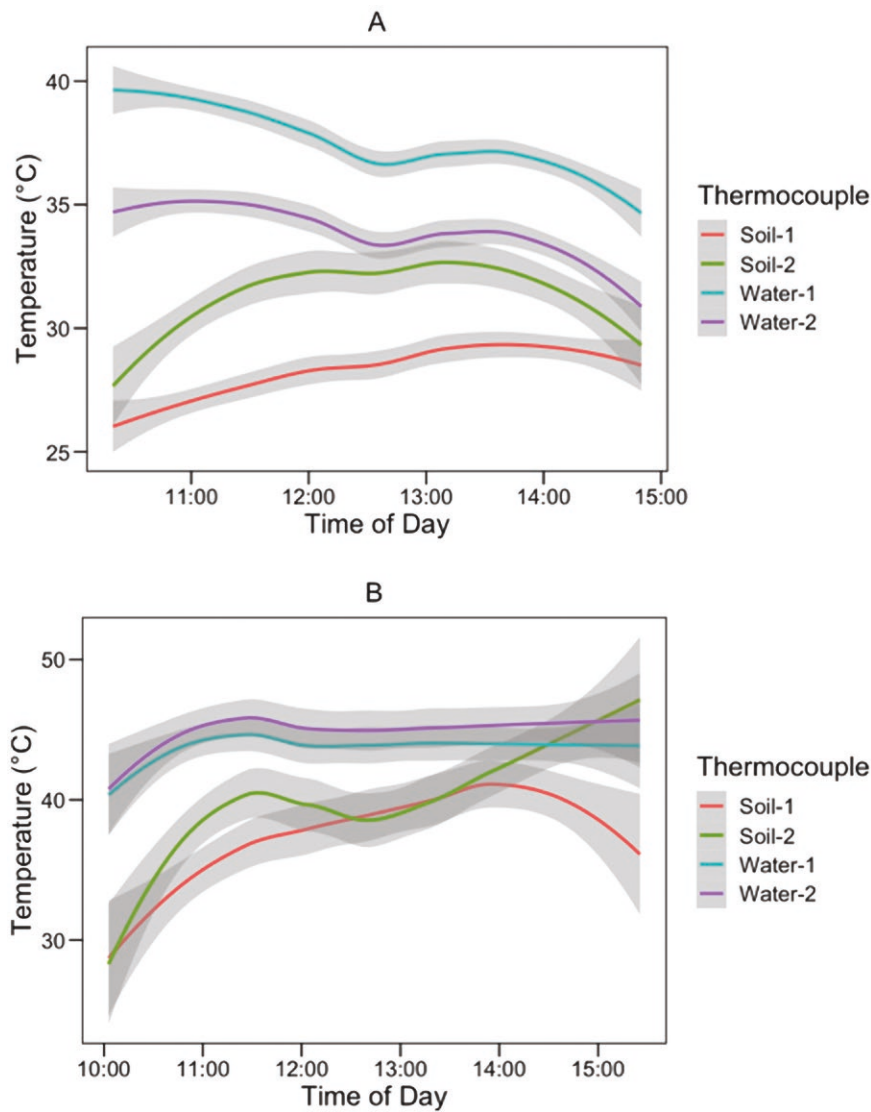 A
Temperature (°C)
40
35
30
25
11:00 12:00 13:00 14:00 15:00
Time of Day
Thermocouple
Soil-1
Soil-2
Water-1
Water-2
B
Temperature (°C)
50
40
30
10:00 11:00 12:00 13:00 14:00 15:00
Time of Day
Thermocouple
Soil-1
Soil-2
Water-1
Water-2